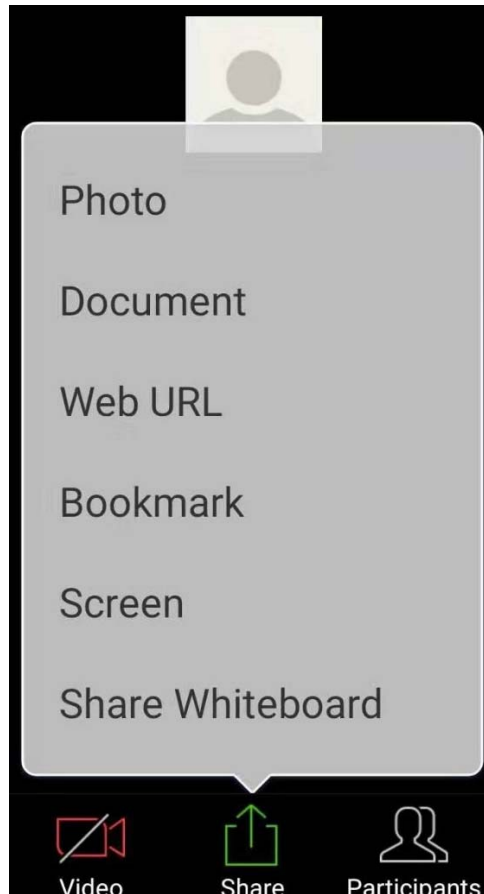 Photo
Document
Web URL
Bookmark
Screen
Share Whiteboard
Video Share Participants